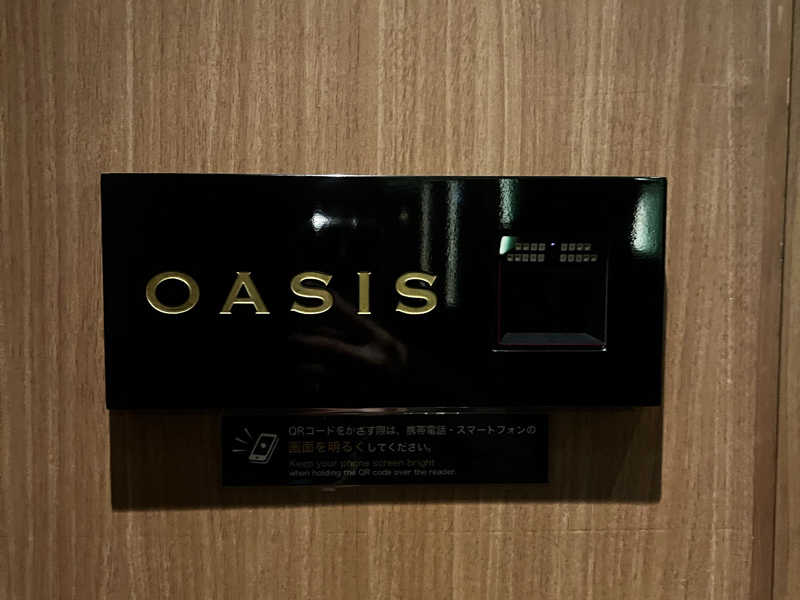 OASIS
QRコードをかざす際は、携帯電話・スマートフォンの
画面を明るくしてください。
Keep your phone screen bright
when holding the QR code over the reader.